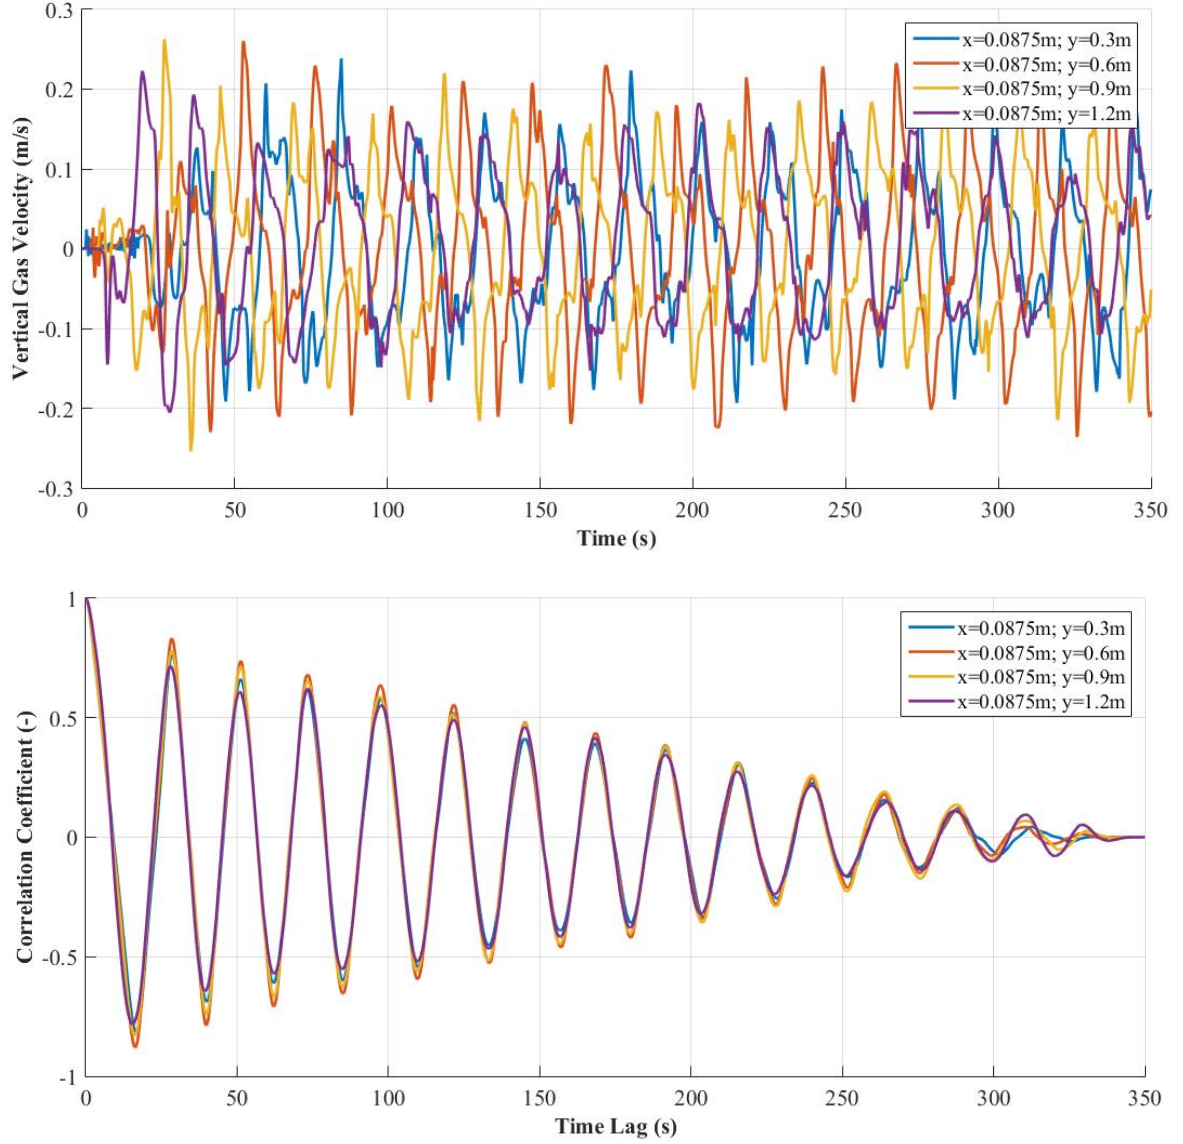 0.3
0.2
0.1
0
-0.1
-0.2
-0.3
Vertical Gas Velocity (m/s)
x=0.0875m; y=0.3m
x=0.0875m; y=0.6m
x=0.0875m; y=0.9m
x=0.0875m; y=1.2m
0 50 100 150 200 250 300 350
Time (s)
1
0.5
0
-0.5
-1
Correlation Coefficient (-)
x=0.0875m; y=0.3m
x=0.0875m; y=0.6m
x=0.0875m; y=0.9m
x=0.0875m; y=1.2m
0 50 100 150 200 250 300 350
Time Lag (s)